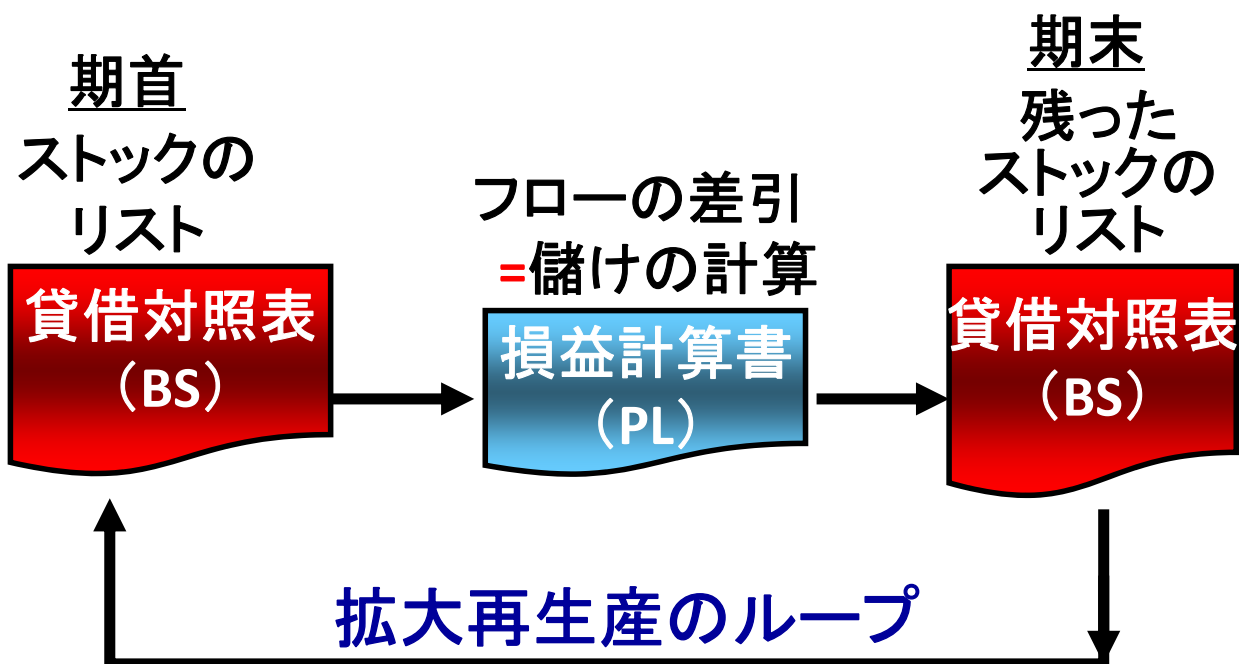 期首
ストックの
リスト
貸借対照表
（BS）
フローの差引
=儲けの計算
損益計算書
（PL）
期末
残った
ストックの
リスト
貸借対照表
（BS）
拡大再生産のループ